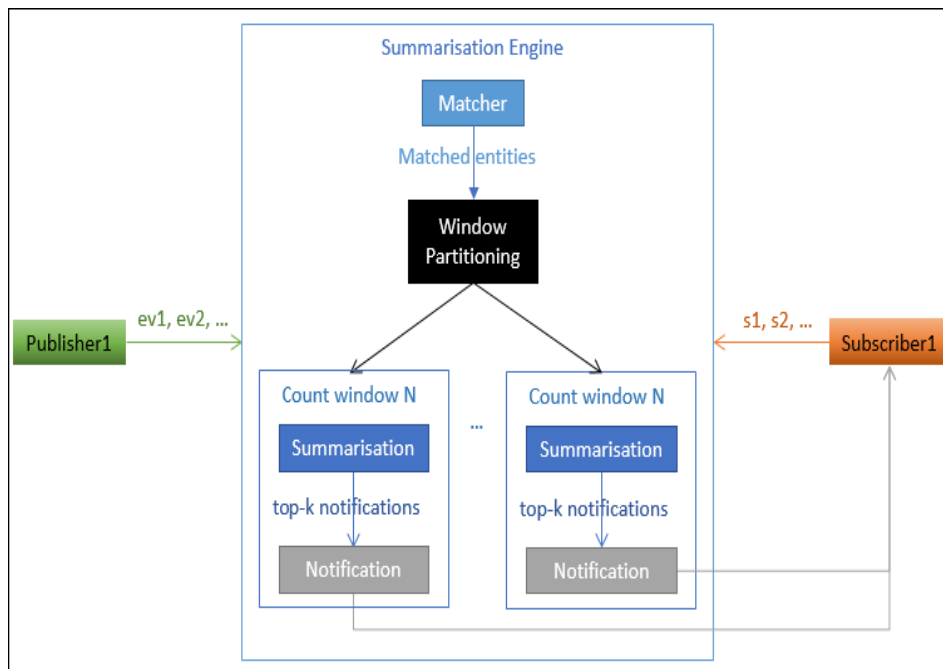 Summarisation Engine
Matcher
Matched entities
Window
Partitioning
ev1, ev2, ...
Publisher1
s1, s2, ...
Subscriber1
Count window N
Summarisation
top-k notifications
Notification
...
Count window N
Summarisation
top-k notifications
Notification